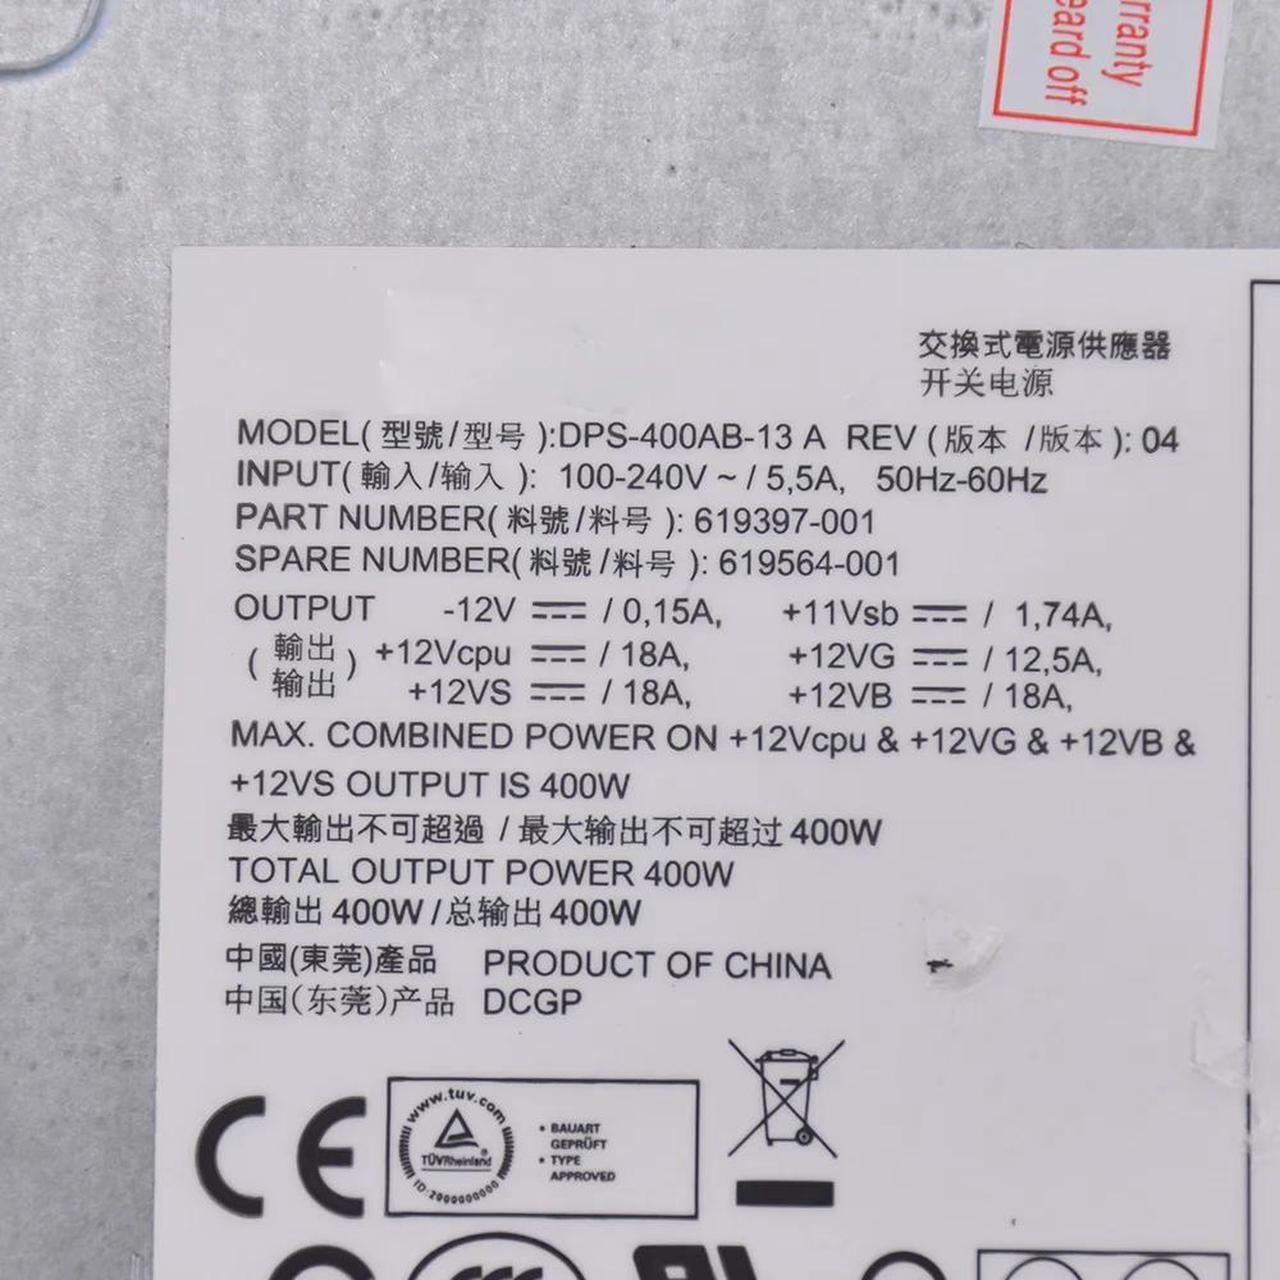 rranty
eard off
交換式電源供應器
开关电源
MODEL( 型號/型号 ):DPS-400AB-13 A REV (版本 /版本): 04
INPUT( 輸入/输入 ): 100-240V ~ / 5,5A, 50Hz-60Hz
PART NUMBER( 料號/料号 ): 619397-001
SPARE NUMBER( 料號/料号 ): 619564-001
OUTPUT -12V ⎓ / 0,15A, +11Vsb ⎓ / 1,74A,
( 輸出 输出 ) +12Vcpu ⎓ / 18A, +12VG ⎓ / 12,5A,
+12VS ⎓ / 18A, +12VB ⎓ / 18A,
MAX. COMBINED POWER ON +12Vcpu & +12VG & +12VB &
+12VS OUTPUT IS 400W
最大輸出不可超過 / 最大输出不可超过 400W
TOTAL OUTPUT POWER 400W
總輸出 400W / 总输出 400W
中國(東莞)產品 PRODUCT OF CHINA
中国(东莞)产品 DCGP
CE
www.tuv.com
TÜVRheinland®
ID:2000000000
• BAUART
GEPRÜFT
• TYPE
APPROVED